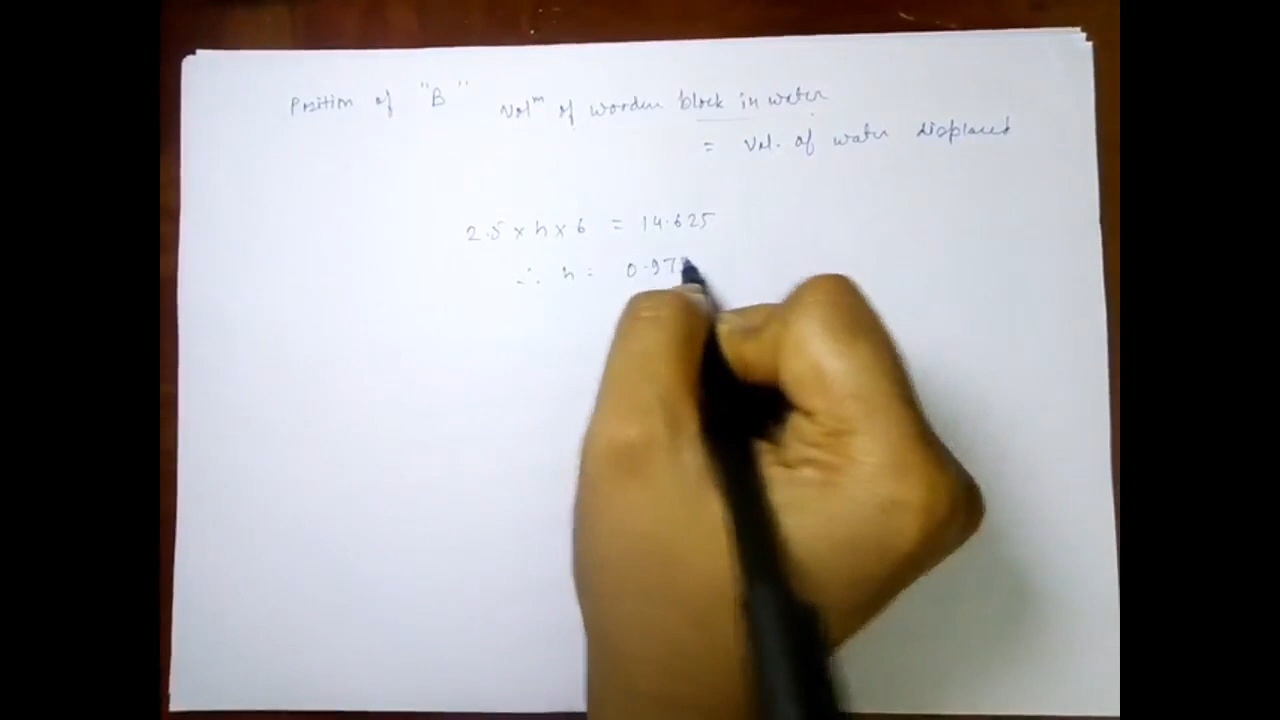 Position of "B" Volm of wooden block in water
= Vol. of water displaced
2.5 × h × 6 = 14.625
∴ h = 0.97